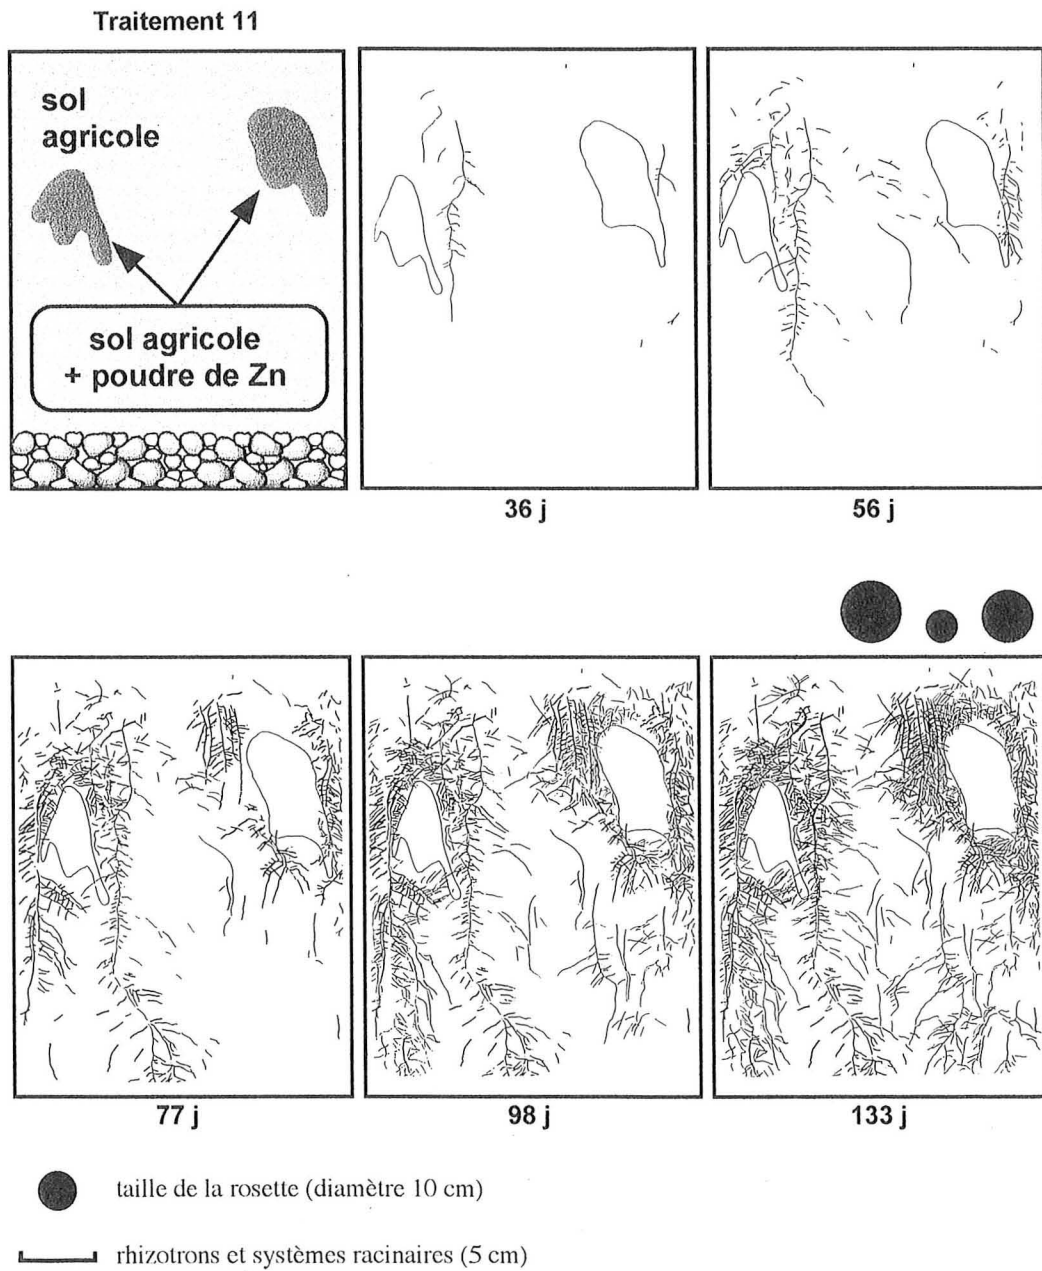 Traitement 11
sol
agricole
sol agricole
+ poudre de Zn
36 j
56 j
77 j
98 j
133 j
taille de la rosette (diamètre 10 cm)
rhizotrons et systèmes racinaires (5 cm)